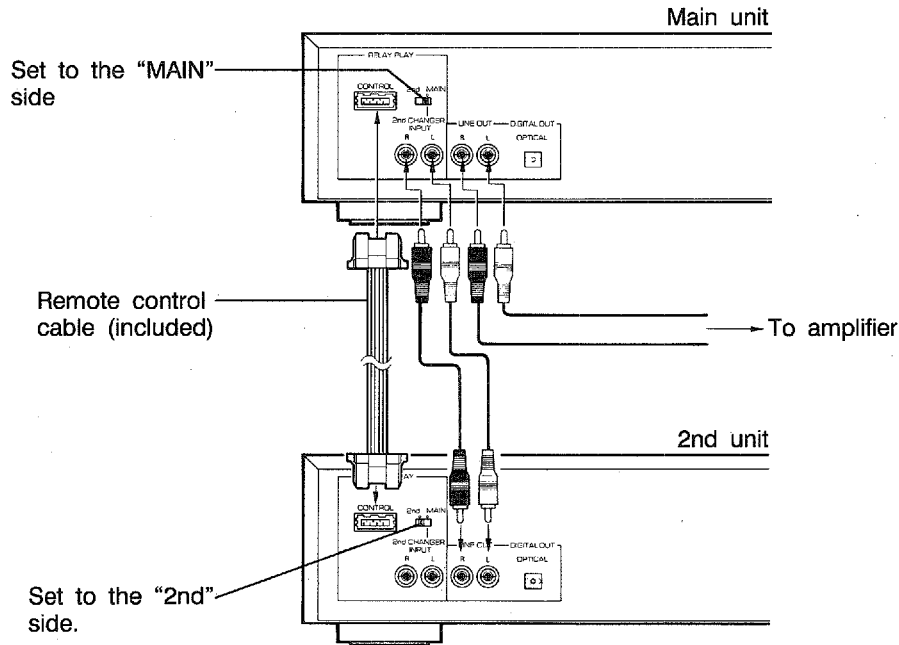 Main unit
Set to the “MAIN”
side
RELAY PLAY
CONTROL
2nd MAIN
2nd CHANGER
INPUT
LINE OUT
DIGITAL OUT
R L R L OPTICAL
Remote control
cable (included)
To amplifier
2nd unit
CONTROL
2nd MAIN
2nd CHANGER
INPUT
DIGITAL OUT
R L R L OPTICAL
Set to the “2nd”
side.